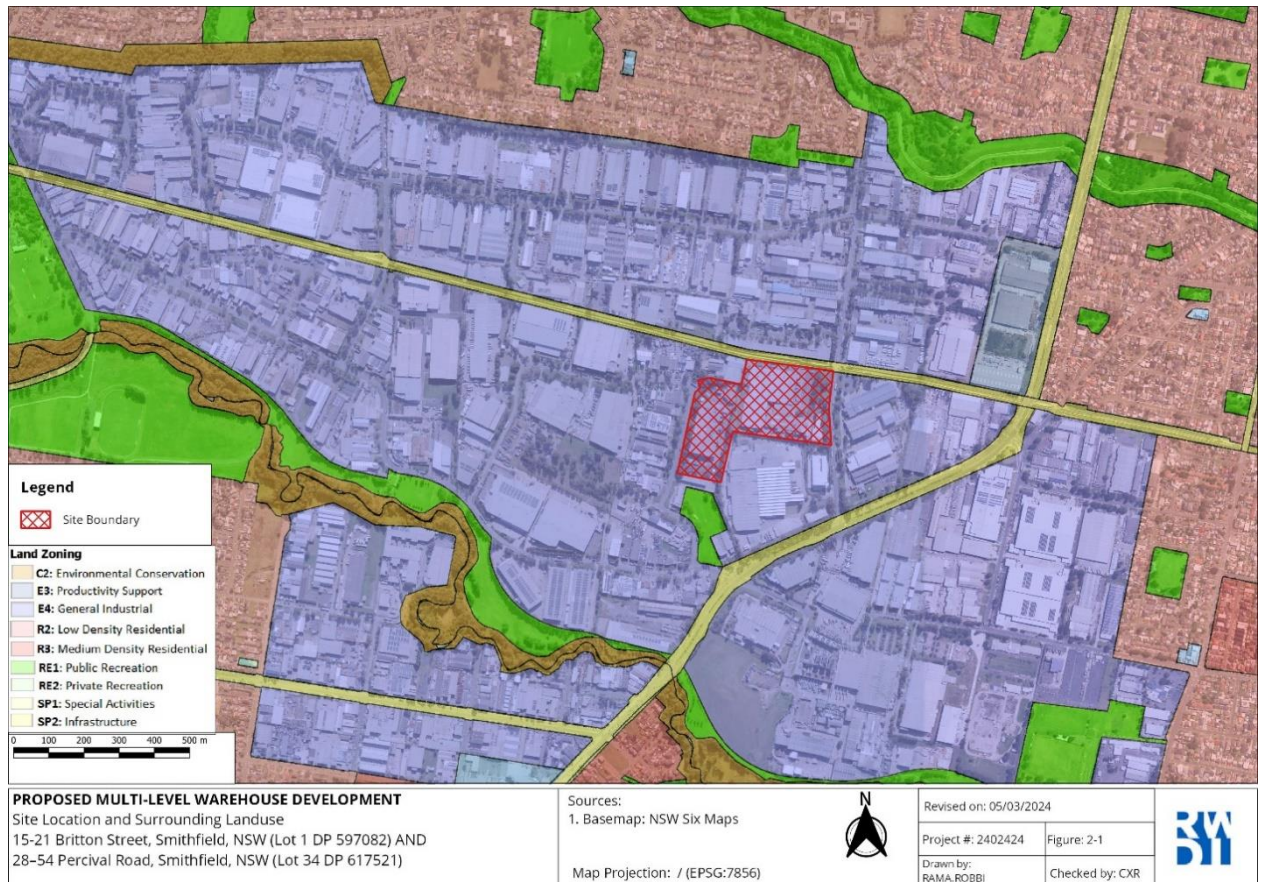 Legend
Site Boundary
Land Zoning
C2: Environmental Conservation
E3: Productivity Support
E4: General Industrial
R2: Low Density Residential
R3: Medium Density Residential
RE1: Public Recreation
RE2: Private Recreation
SP1: Special Activities
SP2: Infrastructure
0 100 200 300 400 500 m
PROPOSED MULTI-LEVEL WAREHOUSE DEVELOPMENT
Site Location and Surrounding Landuse
15-21 Britton Street, Smithfield, NSW (Lot 1 DP 597082) AND
28–54 Percival Road, Smithfield, NSW (Lot 34 DP 617521)
Sources:
1. Basemap: NSW Six Maps
Map Projection: / (EPSG:7856)
N
Revised on: 05/03/2024
Project #: 2402424
Figure: 2-1
Drawn by:
RAMA.ROBBI
Checked by: CXR
RW
DI